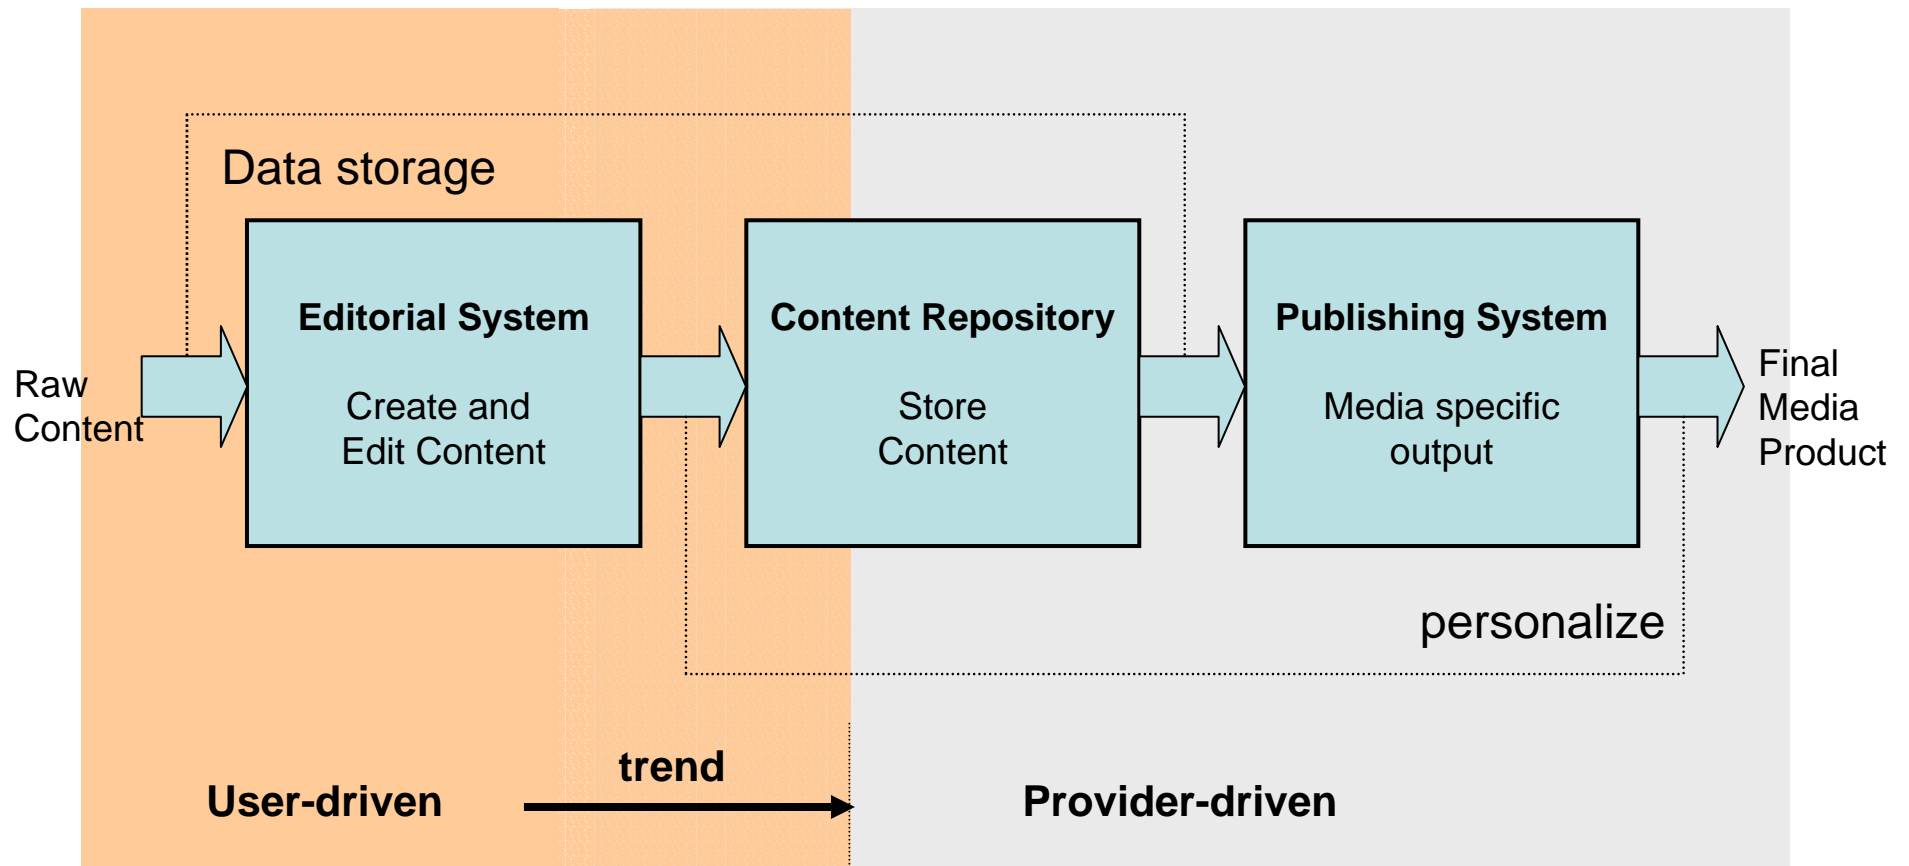 Data storage
Raw
Content
Editorial System
Create and
Edit Content
Content Repository
Store
Content
Publishing System
Media specific
output
Final
Media
Product
personalize
trend
User-driven
Provider-driven